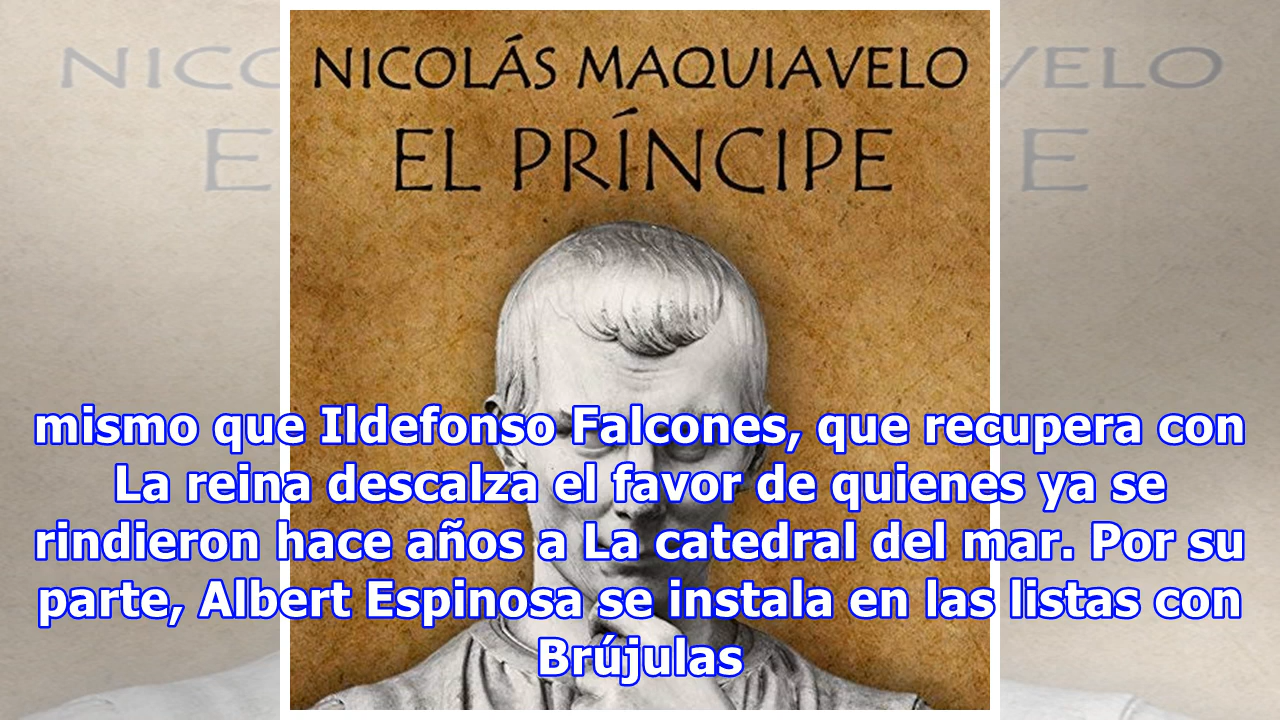 NICOLÁS MAQUIAVELO
EL PRÍNCIPE
mismo que Ildefonso Falcones, que recupera con
La reina descalza el favor de quienes ya se
rindieron hace años a La catedral del mar. Por su
parte, Albert Espinosa se instala en las listas con
Brújulas